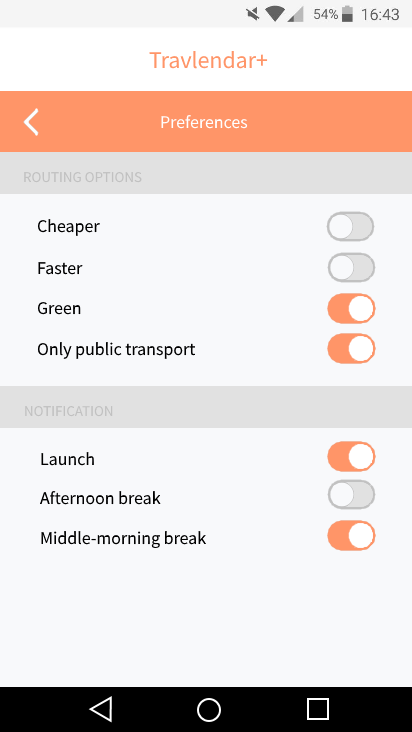 54% 16:43
Travlendar+
Preferences
ROUTING OPTIONS
Cheaper
Faster
Green
Only public transport
NOTIFICATION
Launch
Afternoon break
Middle-morning break